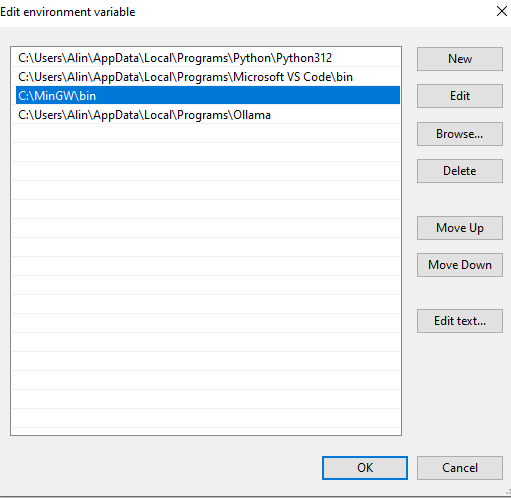 Edit environment variable
C:\Users\Alin\AppData\Local\Programs\Python\Python312
C:\Users\Alin\AppData\Local\Programs\Microsoft VS Code\bin
C:\MinGW\bin
C:\Users\Alin\AppData\Local\Programs\Ollama
New
Edit
Browse...
Delete
Move Up
Move Down
Edit text...
OK
Cancel